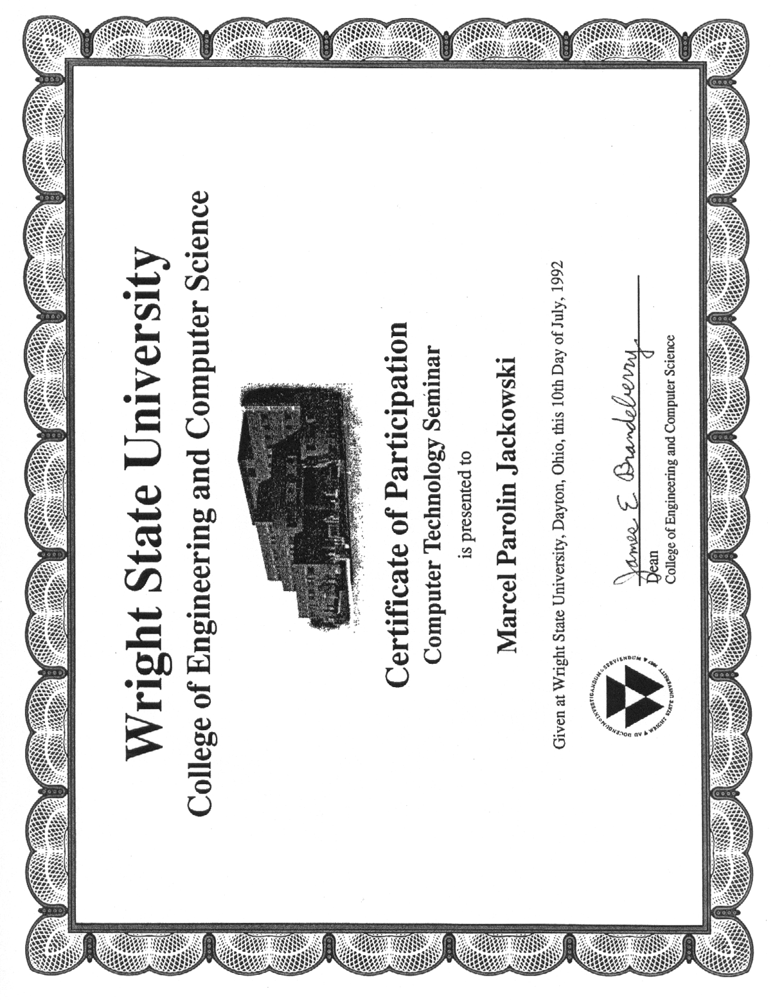 Wright State University
College of Engineering and Computer Science
Certificate of Participation
Computer Technology Seminar
is presented to
Marcel Parolin Jackowski
Given at Wright State University, Dayton, Ohio, this 10th Day of July, 1992
James E. Brandeberry
Dean
College of Engineering and Computer Science
AD DOCENDUM • INVESTIGANDUM • SERVIENDUM
WRIGHT STATE UNIVERSITY 1967